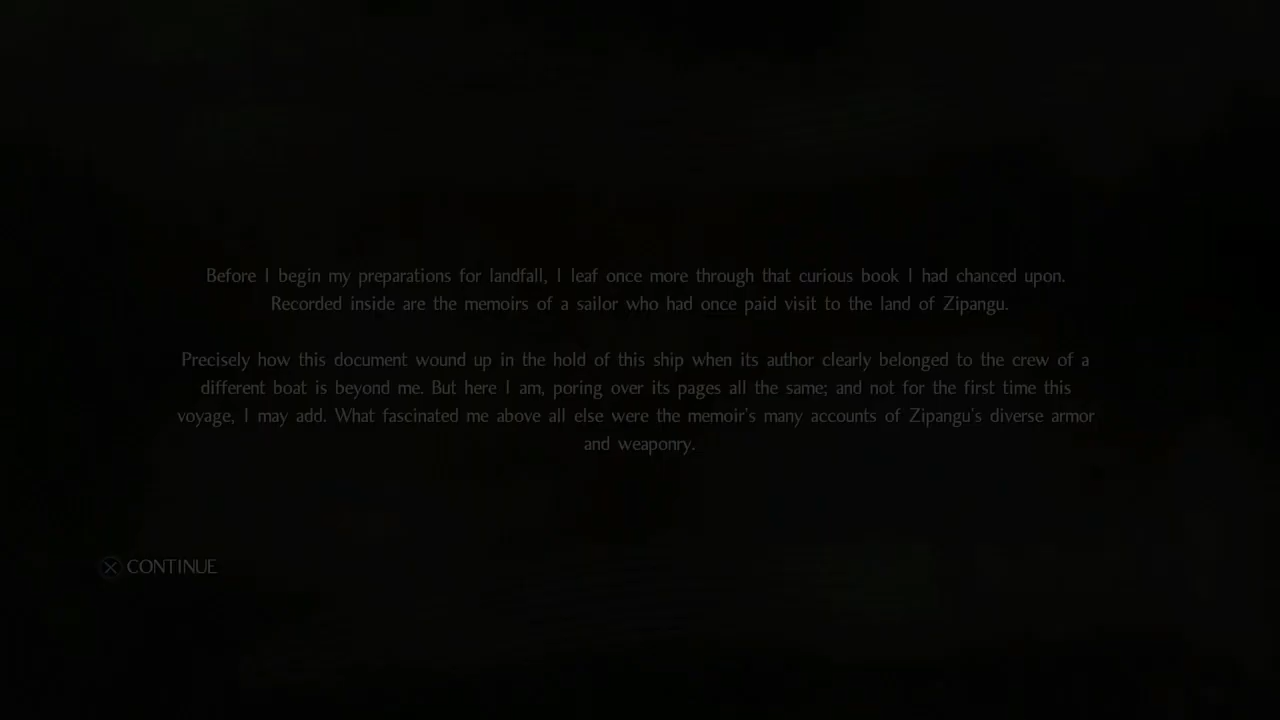 Before I begin my preparations for landfall, I leaf once more through that curious book I had chanced upon.
Recorded inside are the memoirs of a sailor who had once paid visit to the land of Zipangu.
Precisely how this document wound up in the hold of this ship when its author clearly belonged to the crew of a
different boat is beyond me. But here I am, poring over its pages all the same; and not for the first time this
voyage, I may add. What fascinated me above all else were the memoir's many accounts of Zipangu's diverse armor
and weaponry.
CONTINUE